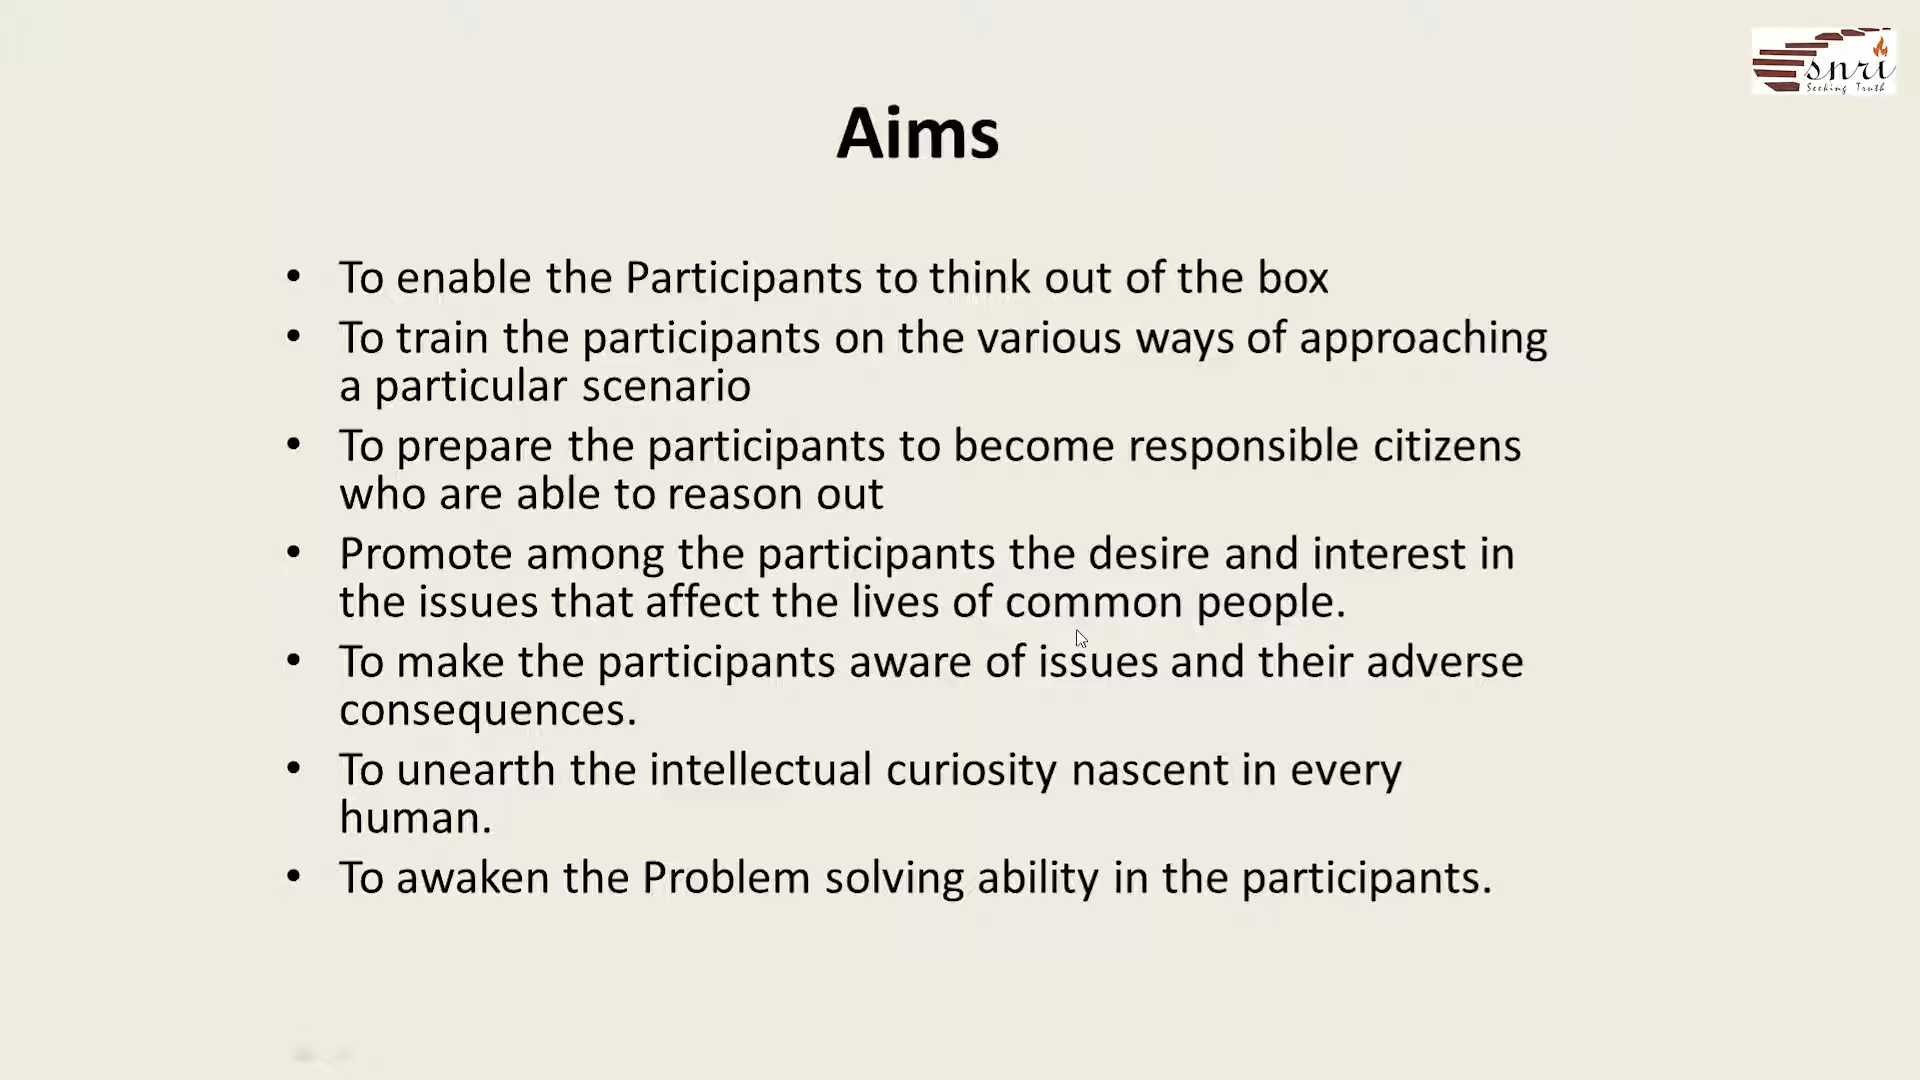 snri
Seeking Truth
Aims
• To enable the Participants to think out of the box
• To train the participants on the various ways of approaching
a particular scenario
• To prepare the participants to become responsible citizens
who are able to reason out
• Promote among the participants the desire and interest in
the issues that affect the lives of common people.
• To make the participants aware of issues and their adverse
consequences.
• To unearth the intellectual curiosity nascent in every
human.
• To awaken the Problem solving ability in the participants.